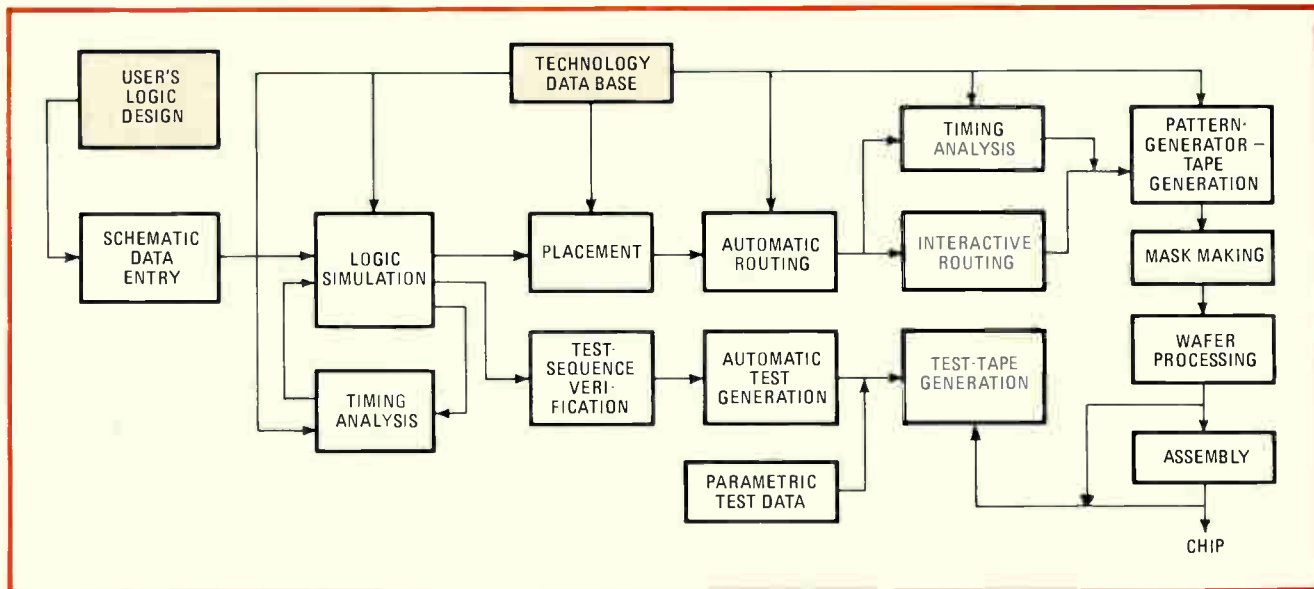 USER'S
LOGIC
DESIGN
TECHNOLOGY
DATA BASE
SCHEMATIC
DATA
ENTRY
LOGIC
SIMULATION
TIMING
ANALYSIS
PLACEMENT
TEST-
SEQUENCE
VERI-
FICATION
AUTOMATIC
ROUTING
AUTOMATIC
TEST
GENERATION
PARAMETRIC
TEST DATA
TIMING
ANALYSIS
INTERACTIVE
ROUTING
TEST-TAPE
GENERATION
PATTERN-
GENERATOR –
TAPE
GENERATION
MASK MAKING
WAFER
PROCESSING
ASSEMBLY
CHIP